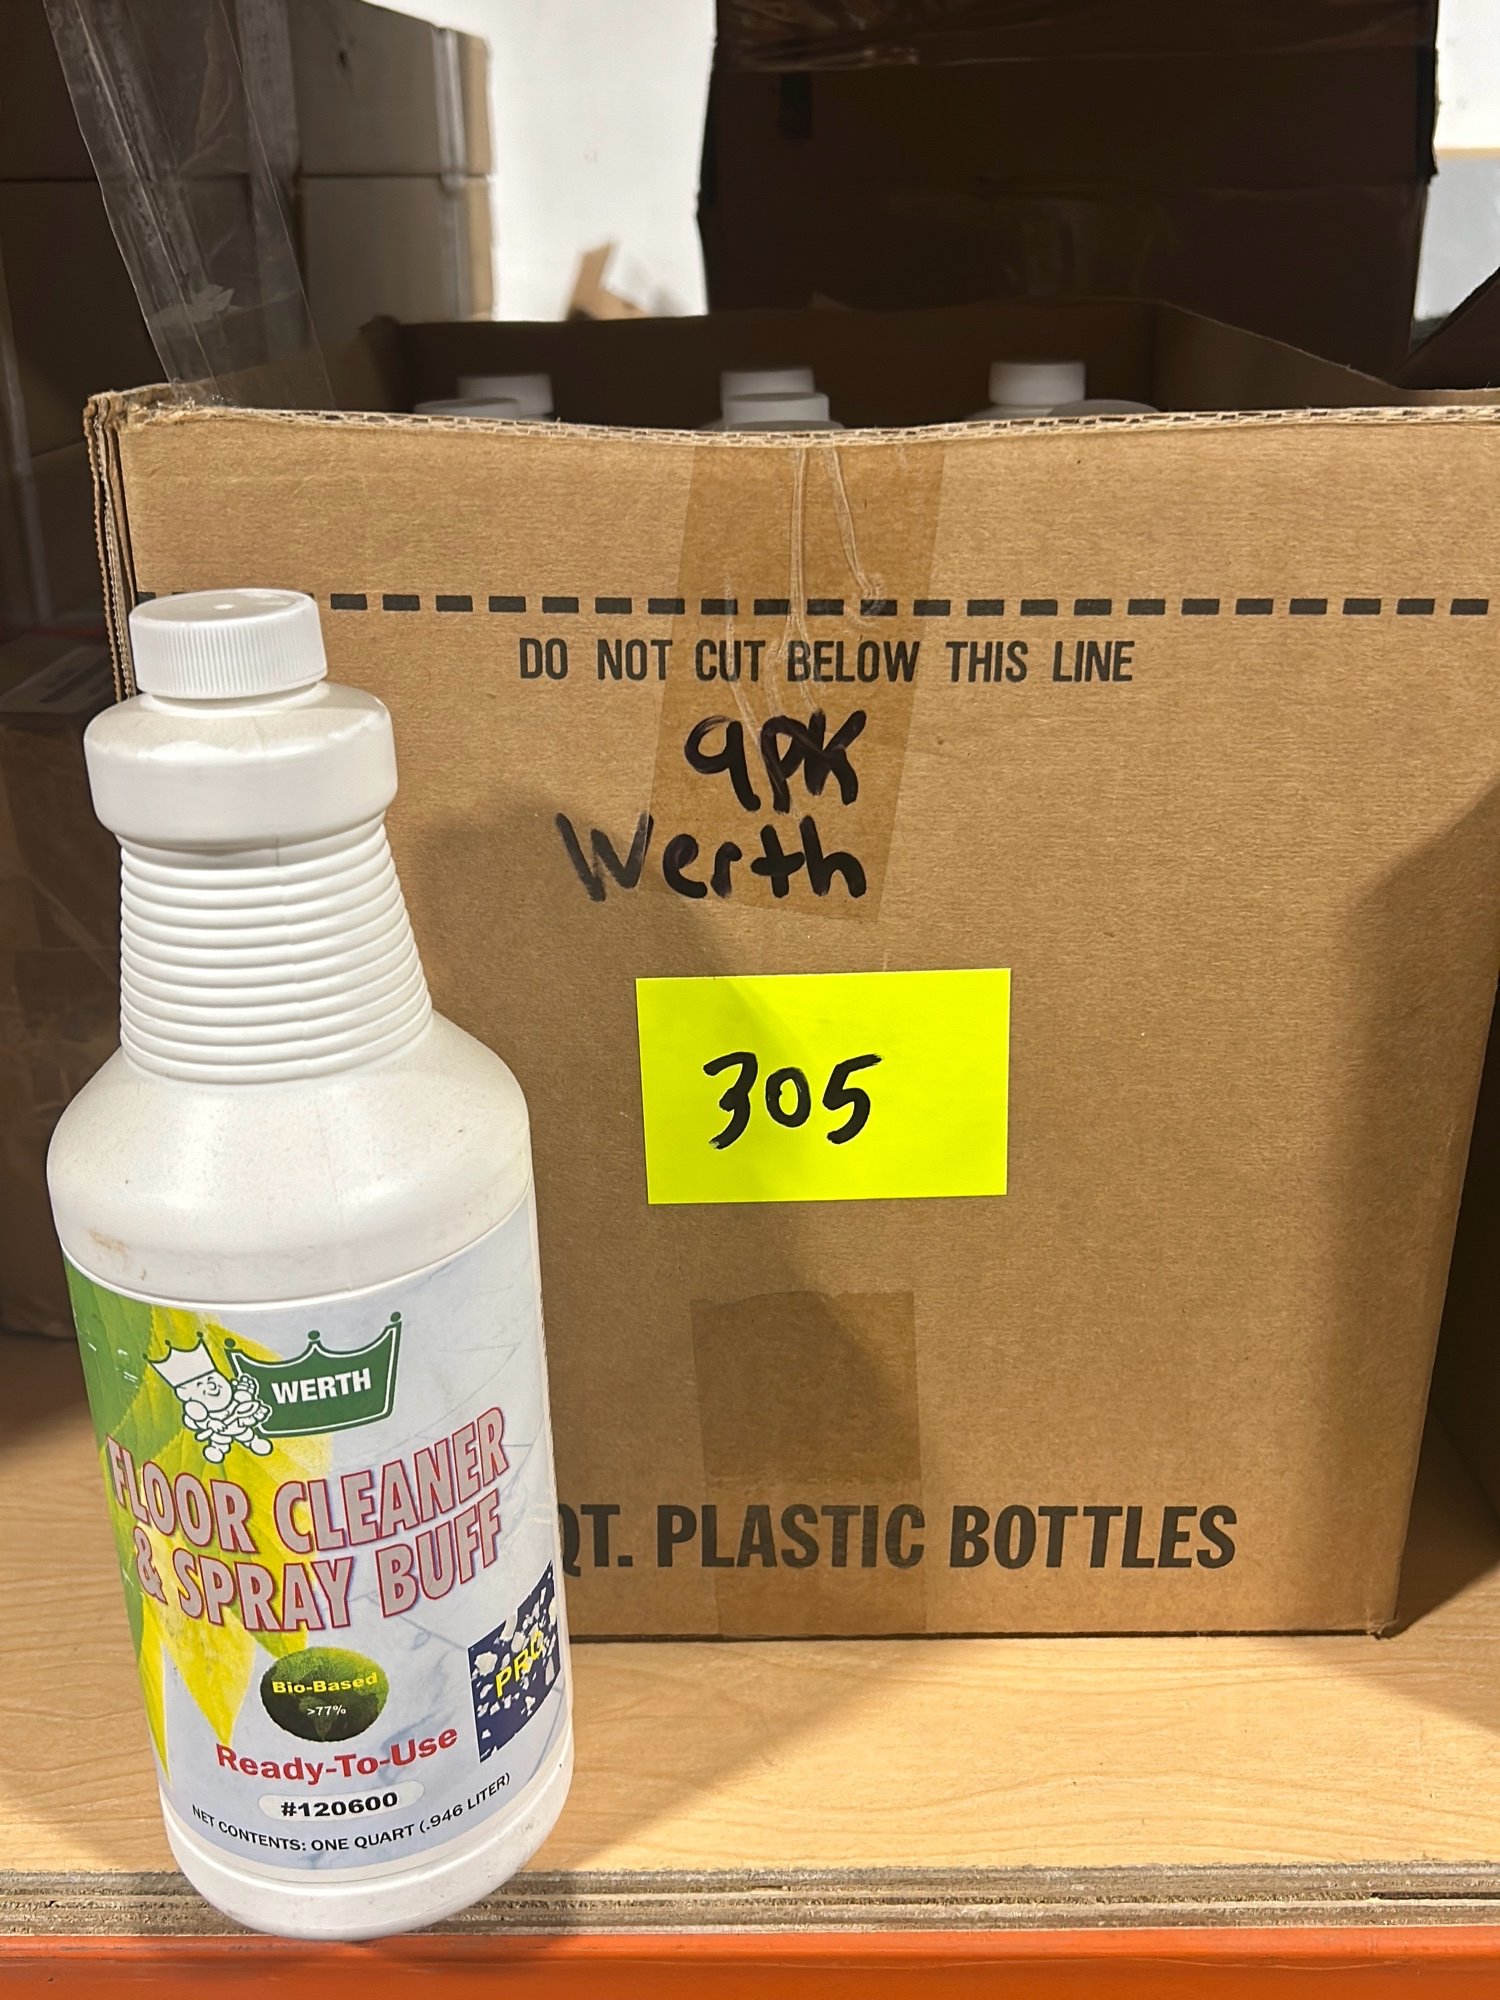 DO NOT CUT BELOW THIS LINE
9PK
Werth
305
QT. PLASTIC BOTTLES
WERTH
FLOOR CLEANER
& SPRAY BUFF
Bio-Based
>77%
Ready-To-Use
#120600
NET CONTENTS: ONE QUART (.946 LITER)